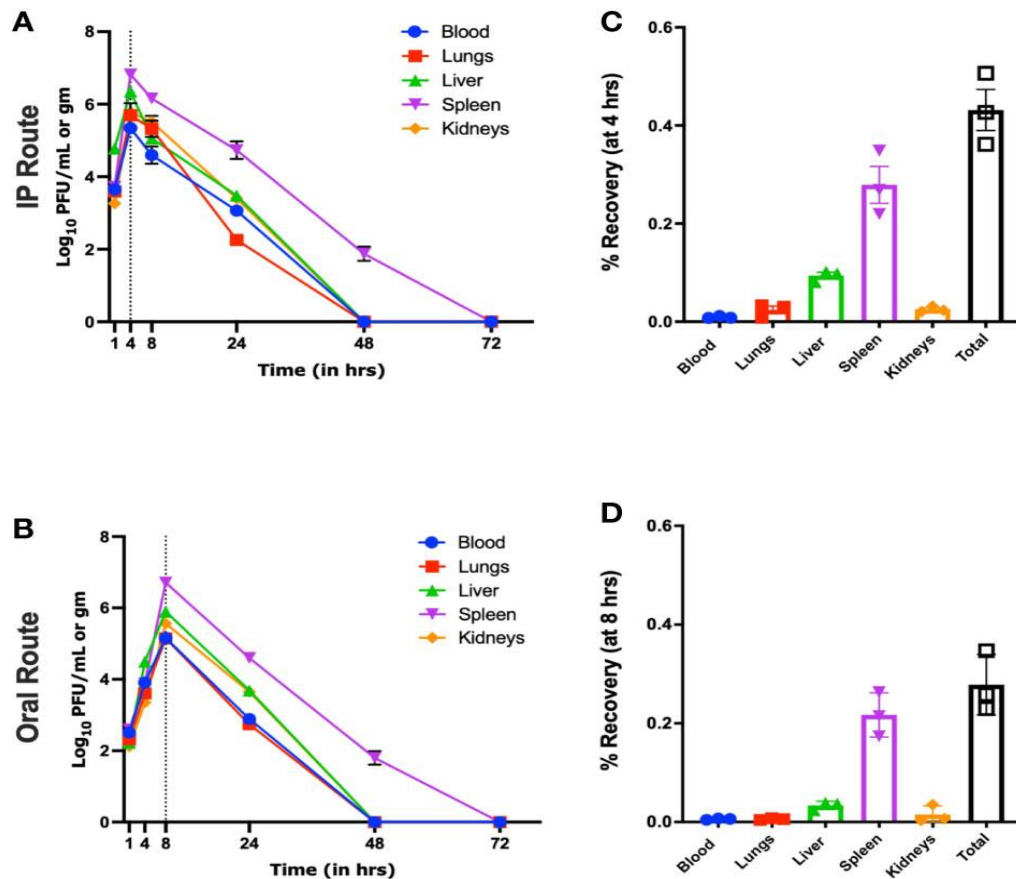 A
IP Route
Log10 PFU/mL or gm
8
6
4
2
0
1 4 8 24 48 72
Time (in hrs)
Blood
Lungs
Liver
Spleen
Kidneys
C
% Recovery (at 4 hrs)
0.6
0.4
0.2
0.0
Blood Lungs Liver Spleen Kidneys Total
B
Oral Route
Log10 PFU/mL or gm
8
6
4
2
0
1 4 8 24 48 72
Time (in hrs)
Blood
Lungs
Liver
Spleen
Kidneys
D
% Recovery (at 8 hrs)
0.6
0.4
0.2
0.0
Blood Lungs Liver Spleen Kidneys Total